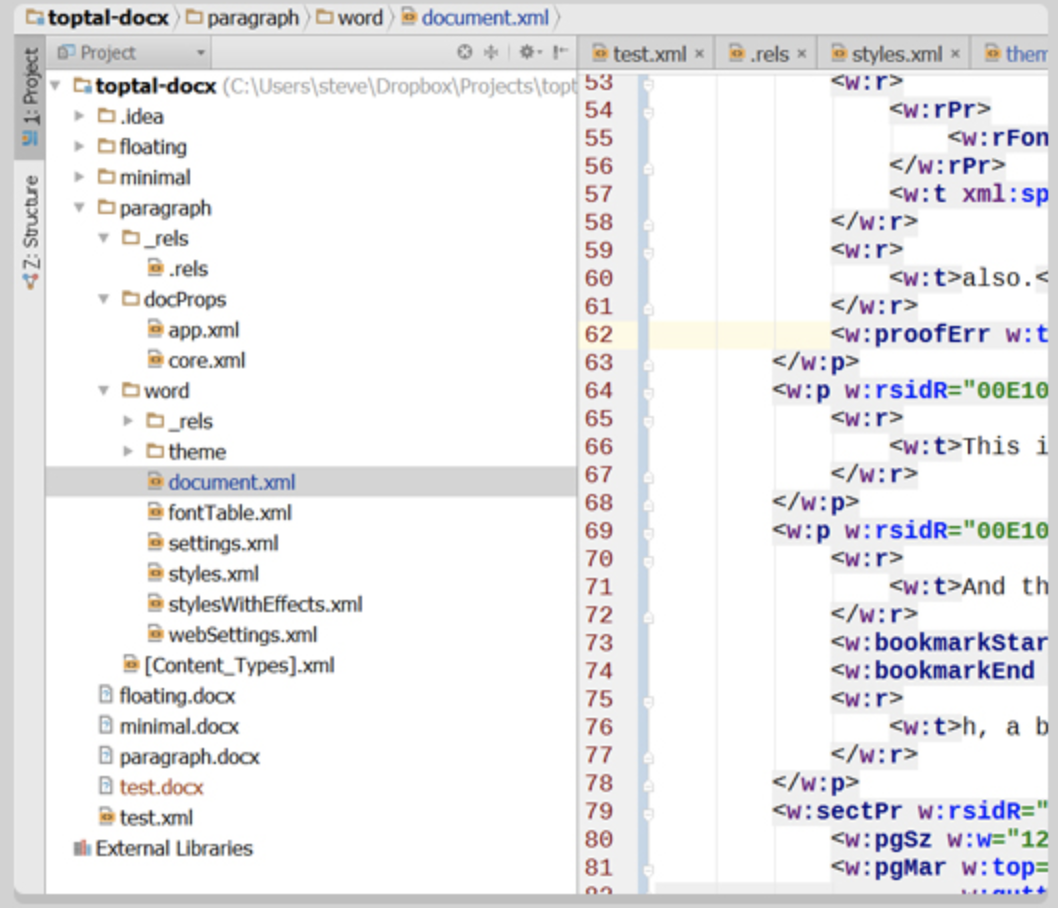 toptal-docx paragraph word document.xml
1: Project
Z: Structure
Project
toptal-docx (C:\Users\steve\Dropbox\Projects\topt
.idea
floating
minimal
paragraph
_rels
.rels
docProps
app.xml
core.xml
word
_rels
theme
document.xml
fontTable.xml
settings.xml
styles.xml
stylesWithEffects.xml
webSettings.xml
[Content_Types].xml
floating.docx
minimal.docx
paragraph.docx
test.docx
test.xml
External Libraries
test.xml × .rels × styles.xml × them
53 <w:r>
54 <w:rPr>
55 <w:rFon
56 </w:rPr>
57 <w:t xml:sp
58 </w:r>
59 <w:r>
60 <w:t>also.<
61 </w:r>
62 <w:proofErr w:t
63 </w:p>
64 <w:p w:rsidR="00E10
65 <w:r>
66 <w:t>This i
67 </w:r>
68 </w:p>
69 <w:p w:rsidR="00E10
70 <w:r>
71 <w:t>And th
72 </w:r>
73 <w:bookmarkStar
74 <w:bookmarkEnd
75 <w:r>
76 <w:t>h, a b
77 </w:r>
78 </w:p>
79 <w:sectPr w:rsidR="
80 <w:pgSz w:w="12
81 <w:pgMar w:top=